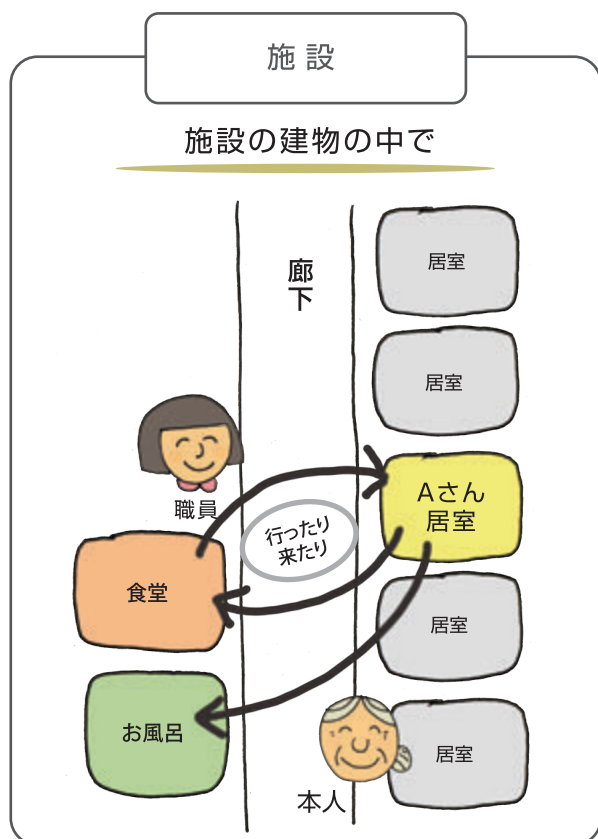 施設
施設の建物の中で
廊下
居室
居室
職員
Aさん
居室
行ったり
来たり
食堂
居室
お風呂
居室
本人